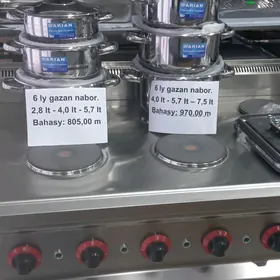 ARIAN
6 ly gazan nabor.
2,8 lt - 4,0 lt - 5,7 lt
Bahasy: 805,00 m
6 ly gazan nabor.
4,0 lt - 5,7 lt – 7,5 lt
Bahasy: 970,00 m